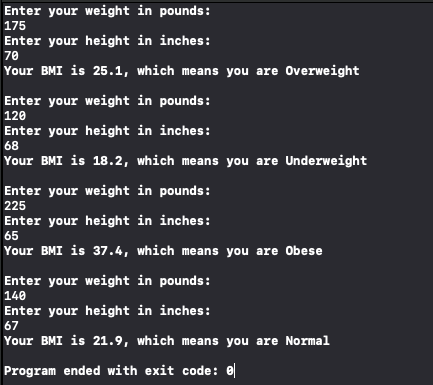 Enter your weight in pounds:
175
Enter your height in inches:
70
Your BMI is 25.1, which means you are Overweight
Enter your weight in pounds:
120
Enter your height in inches:
68
Your BMI is 18.2, which means you are Underweight
Enter your weight in pounds:
225
Enter your height in inches:
65
Your BMI is 37.4, which means you are Obese
Enter your weight in pounds:
140
Enter your height in inches:
67
Your BMI is 21.9, which means you are Normal
Program ended with exit code: 0